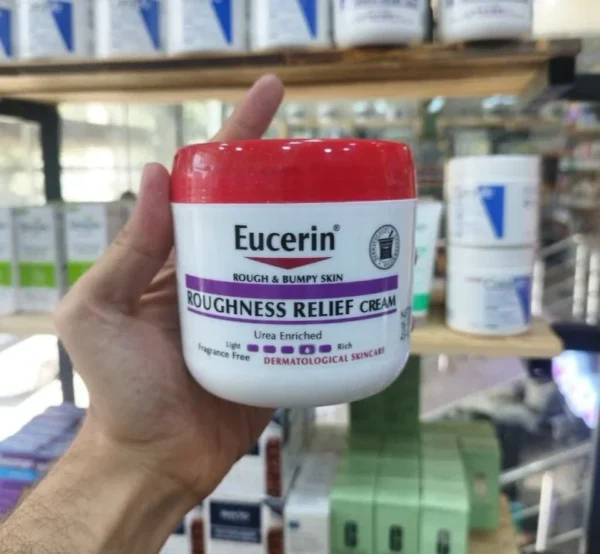 Eucerin®
ROUGH & BUMPY SKIN
ROUGHNESS RELIEF CREAM
Urea Enriched
Light Rich
Fragrance Free
DERMATOLOGICAL SKINCARE